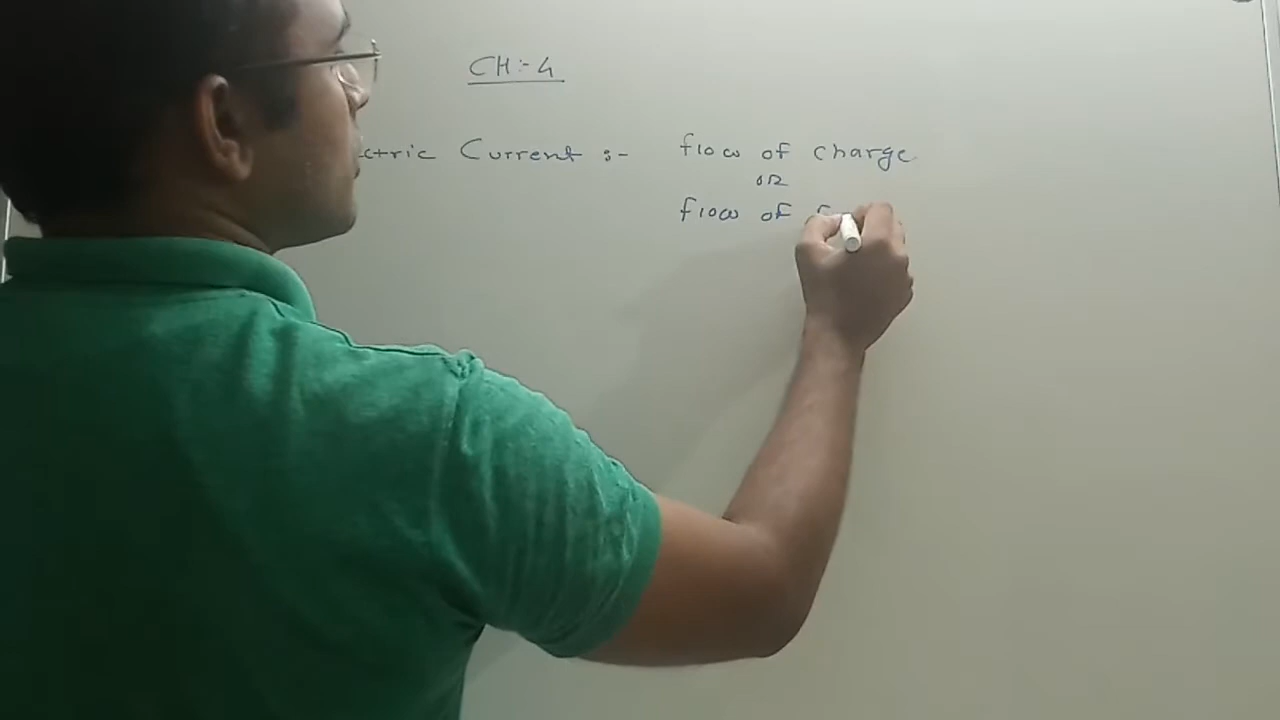 CH:- 4
ctric Current :- flow of charge
OR
flow of